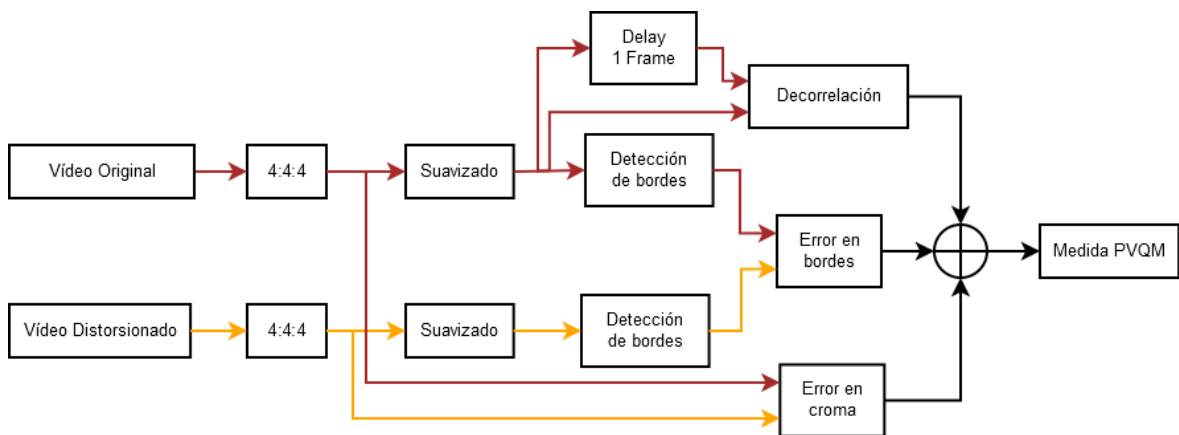 Delay
1 Frame
Decorrelación
Vídeo Original
4:4:4
Suavizado
Detección
de bordes
Error en
bordes
Medida PVQM
Vídeo Distorsionado
4:4:4
Suavizado
Detección
de bordes
Error en
croma